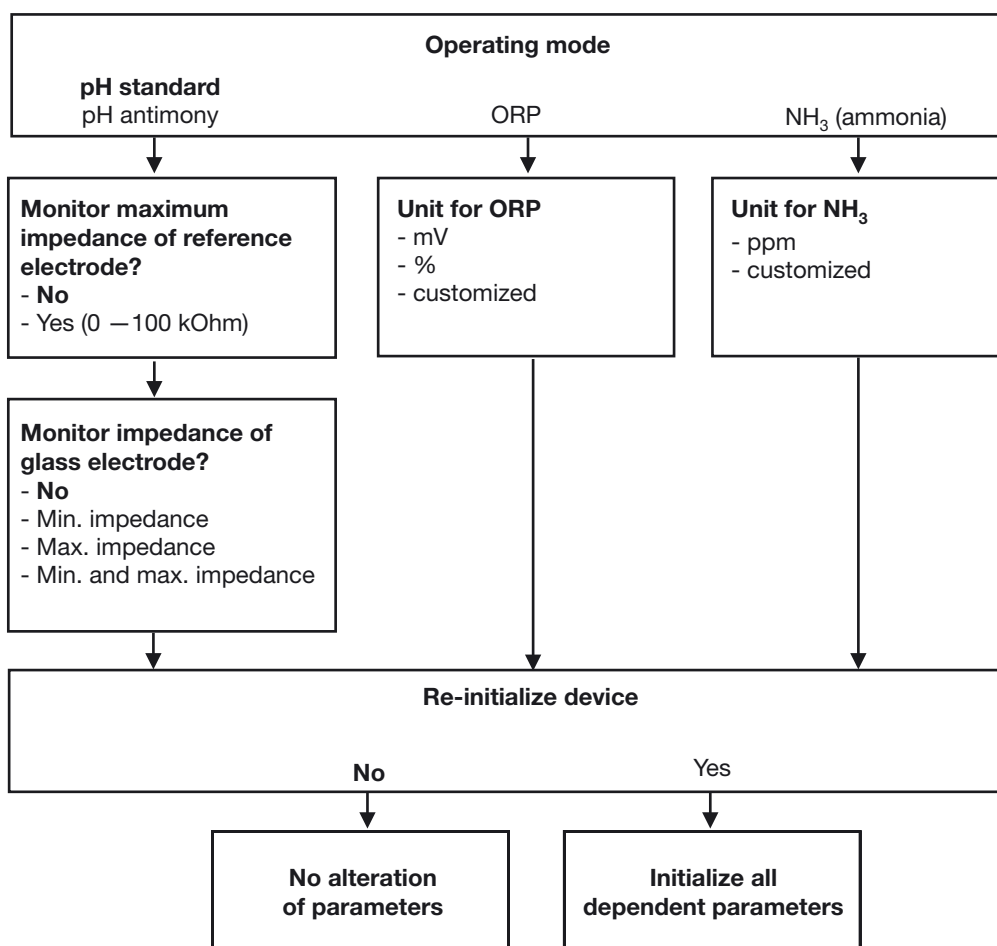 Operating mode
pH standard
pH antimony
ORP
NH₃ (ammonia)
Monitor maximum
impedance of reference
electrode?
- No
- Yes (0 —100 kOhm)
Unit for ORP
- mV
- %
- customized
Unit for NH₃
- ppm
- customized
Monitor impedance of
glass electrode?
- No
- Min. impedance
- Max. impedance
- Min. and max. impedance
Re-initialize device
No
Yes
No alteration
of parameters
Initialize all
dependent parameters